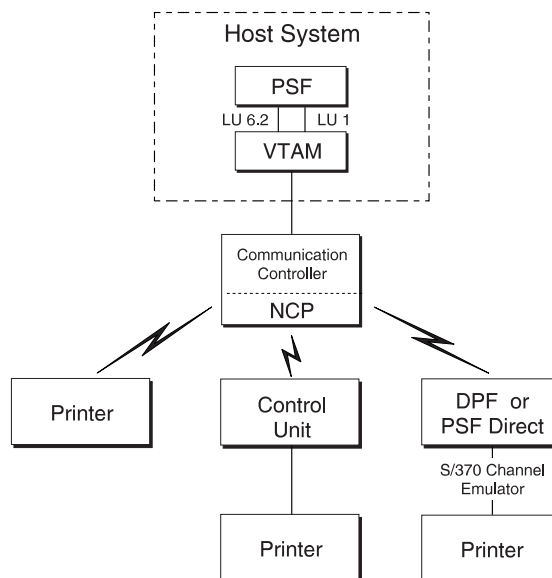 Host System
PSF
LU 6.2
LU 1
VTAM
Communication
Controller
NCP
Printer
Control
Unit
DPF or
PSF Direct
S/370 Channel
Emulator
Printer
Printer